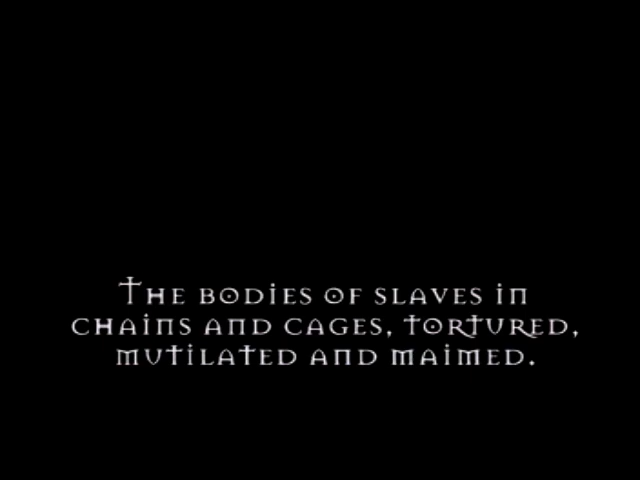 The bodies of slaves in
chains and cages, tortured,
mutilated and maimed.